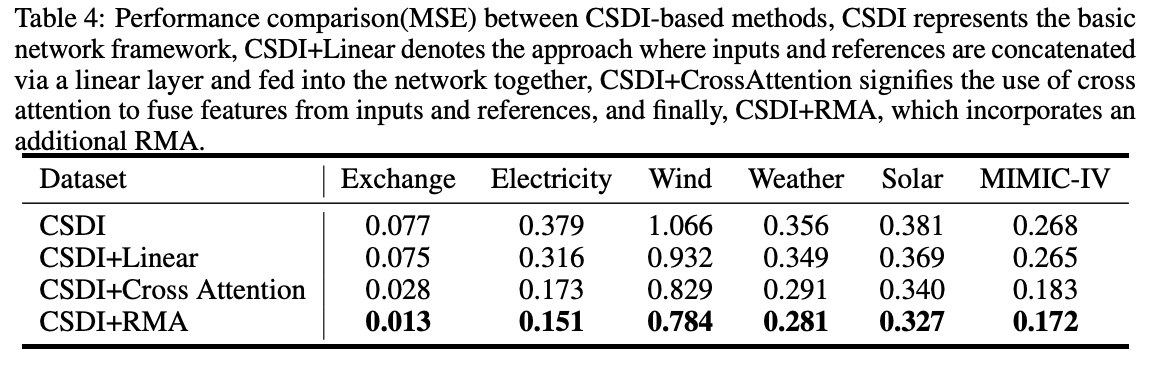 Table 4: Performance comparison(MSE) between CSDI-based methods, CSDI represents the basic
network framework, CSDI+Linear denotes the approach where inputs and references are concatenated
via a linear layer and fed into the network together, CSDI+CrossAttention signifies the use of cross
attention to fuse features from inputs and references, and finally, CSDI+RMA, which incorporates an
additional RMA.
Dataset Exchange Electricity Wind Weather Solar MIMIC-IV
CSDI 0.077 0.379 1.066 0.356 0.381 0.268
CSDI+Linear 0.075 0.316 0.932 0.349 0.369 0.265
CSDI+Cross Attention 0.028 0.173 0.829 0.291 0.340 0.183
CSDI+RMA 0.013 0.151 0.784 0.281 0.327 0.172